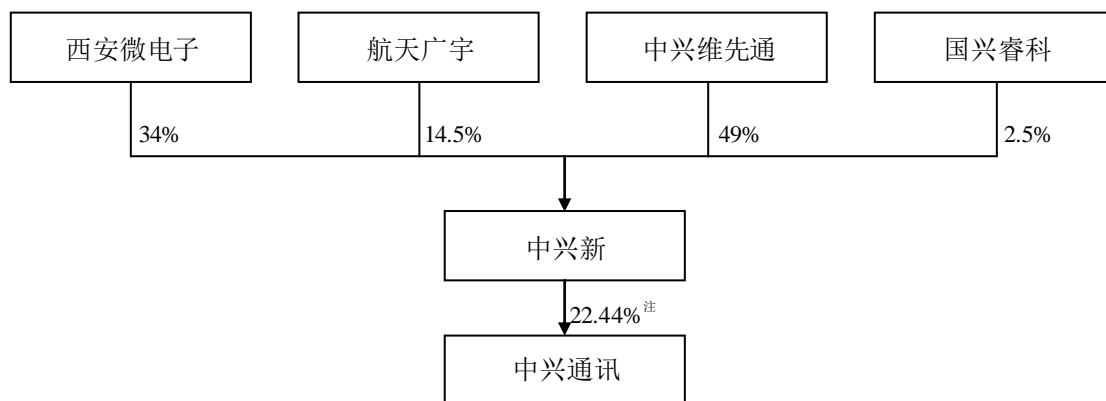 西安微电子 航天广宇 中兴维先通 国兴睿科
34% 14.5% 49% 2.5%
中兴新
22.44%注
中兴通讯